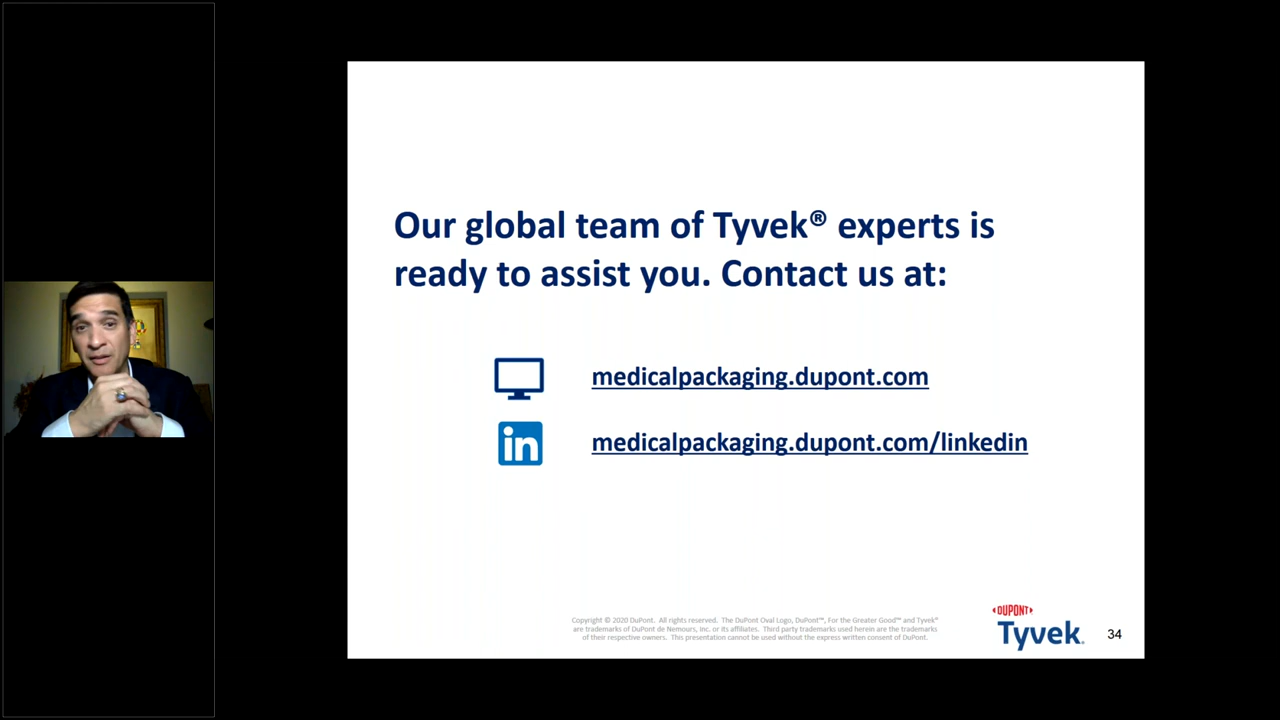 Our global team of Tyvek® experts is
ready to assist you. Contact us at:
medicalpackaging.dupont.com
in
medicalpackaging.dupont.com/linkedin
Copyright © 2020 DuPont. All rights reserved. The DuPont Oval Logo, DuPont™, For the Greater Good™ and Tyvek®
are trademarks of DuPont de Nemours, Inc. or its affiliates. Third party trademarks used herein are the trademarks
of their respective owners. This presentation cannot be used without the express written consent of DuPont.
DUPONT
Tyvek®
34